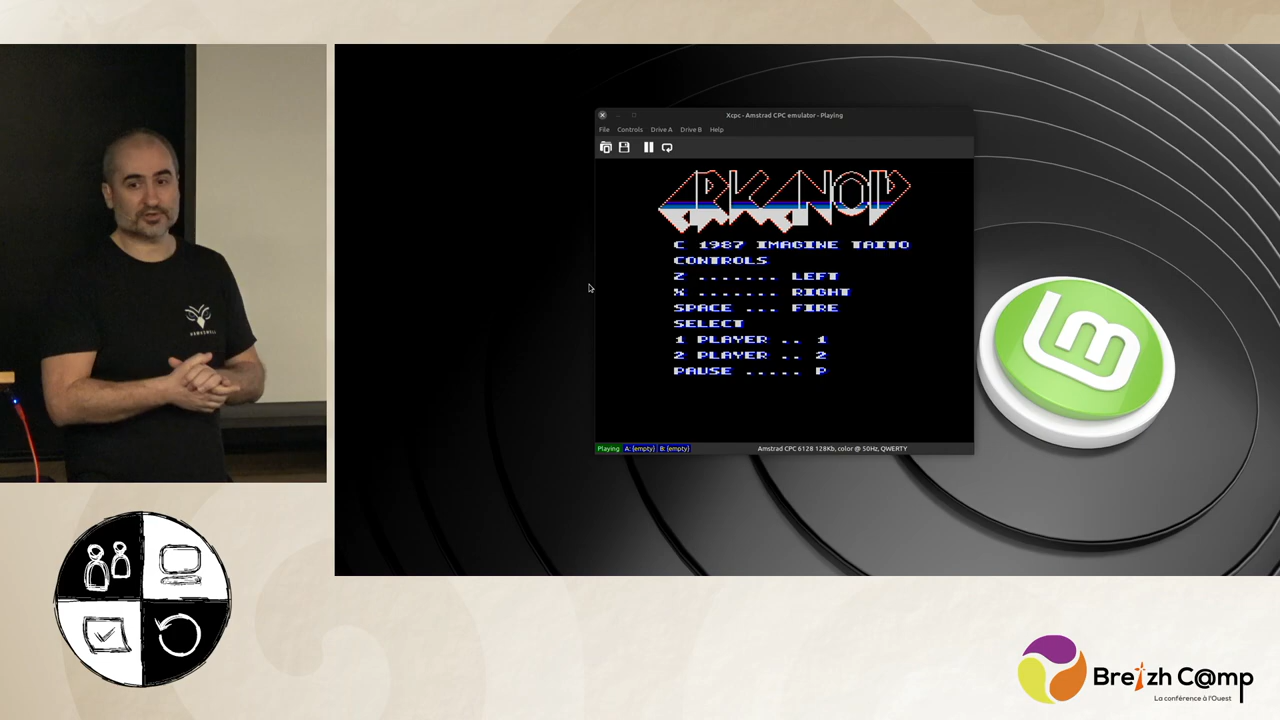 HAWKSWELL
Xcpc - Amstrad CPC emulator - Playing
File Controls Drive A Drive B Help
ARKANOID
C 1987 IMAGINE TAITO
CONTROLS
Z ....... LEFT
X ....... RIGHT
SPACE ... FIRE
SELECT
1 PLAYER .. 1
2 PLAYER .. 2
PAUSE ..... P
Playing A: (empty) B: (empty) Amstrad CPC 6128 128Kb, color @ 50Hz, QWERTY
Breizh C@mp
La conférence à l'Ouest